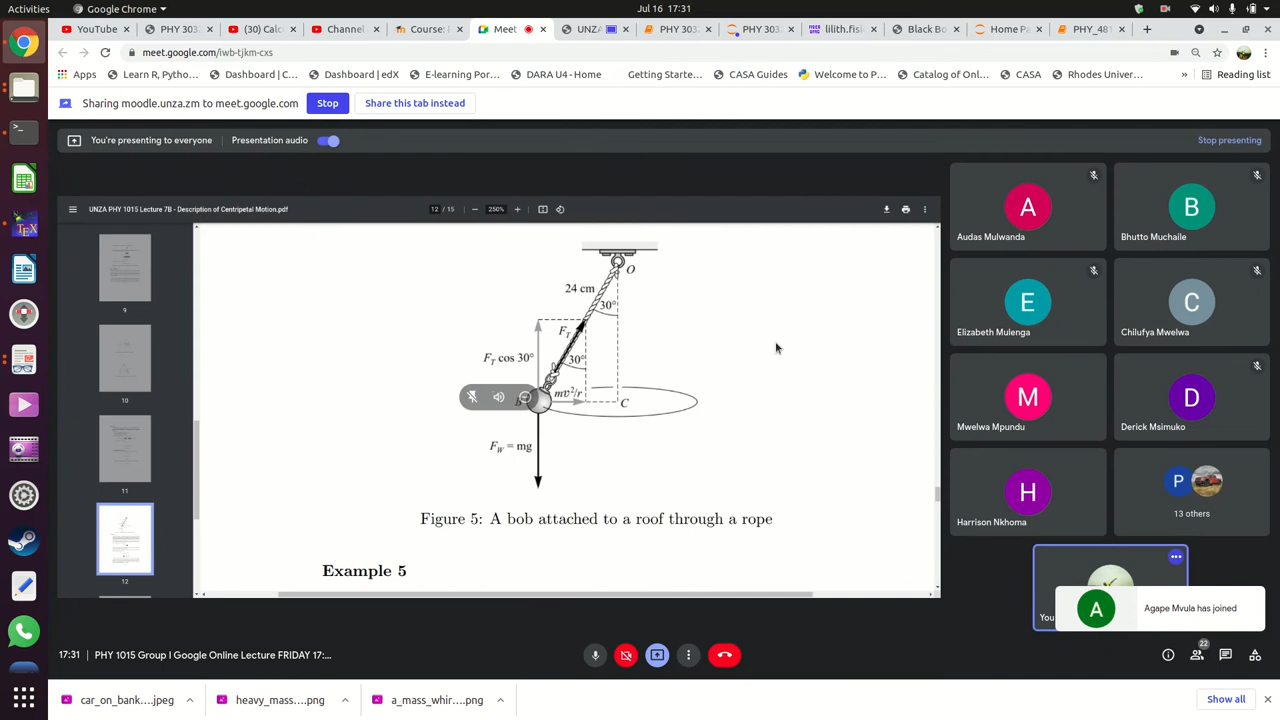 Activities
Google Chrome
Jul 16 17:31
YouTube
PHY 303
(30) Calc
Channel
Course: F
Meet
UNZA
PHY 303
PHY 303
lilith.fisic
Black Bo
Home Pa
PHY_481
meet.google.com/iwb-tjkm-cxs
Apps
Learn R, Pytho...
Dashboard | C...
Dashboard | edX
E-learning Por...
DARA U4 - Home
Getting Starte...
CASA Guides
Welcome to P...
Catalog of Onl...
CASA
Rhodes Univer...
»
Reading list
Sharing moodle.unza.zm to meet.google.com
Stop
Share this tab instead
You're presenting to everyone
Presentation audio
Stop presenting
UNZA PHY 1015 Lecture 7B - Description of Centripetal Motion.pdf
12 / 15
250%
9
10
11
12
O
24 cm
30°
F_T
F_T cos 30°
30°
B
mv²/r
C
F_W = mg
Figure 5: A bob attached to a roof through a rope
Example 5
A
Audas Mulwanda
B
Bhutto Muchaile
E
Elizabeth Mulenga
C
Chilufya Mwelwa
M
Mwelwa Mpundu
D
Derick Msimuko
H
Harrison Nkhoma
P
13 others
You
A
Agape Mvula has joined
22
17:31 | PHY 1015 Group I Google Online Lecture FRIDAY 17:...
car_on_bank....jpeg
heavy_mass....png
a_mass_whir....png
Show all